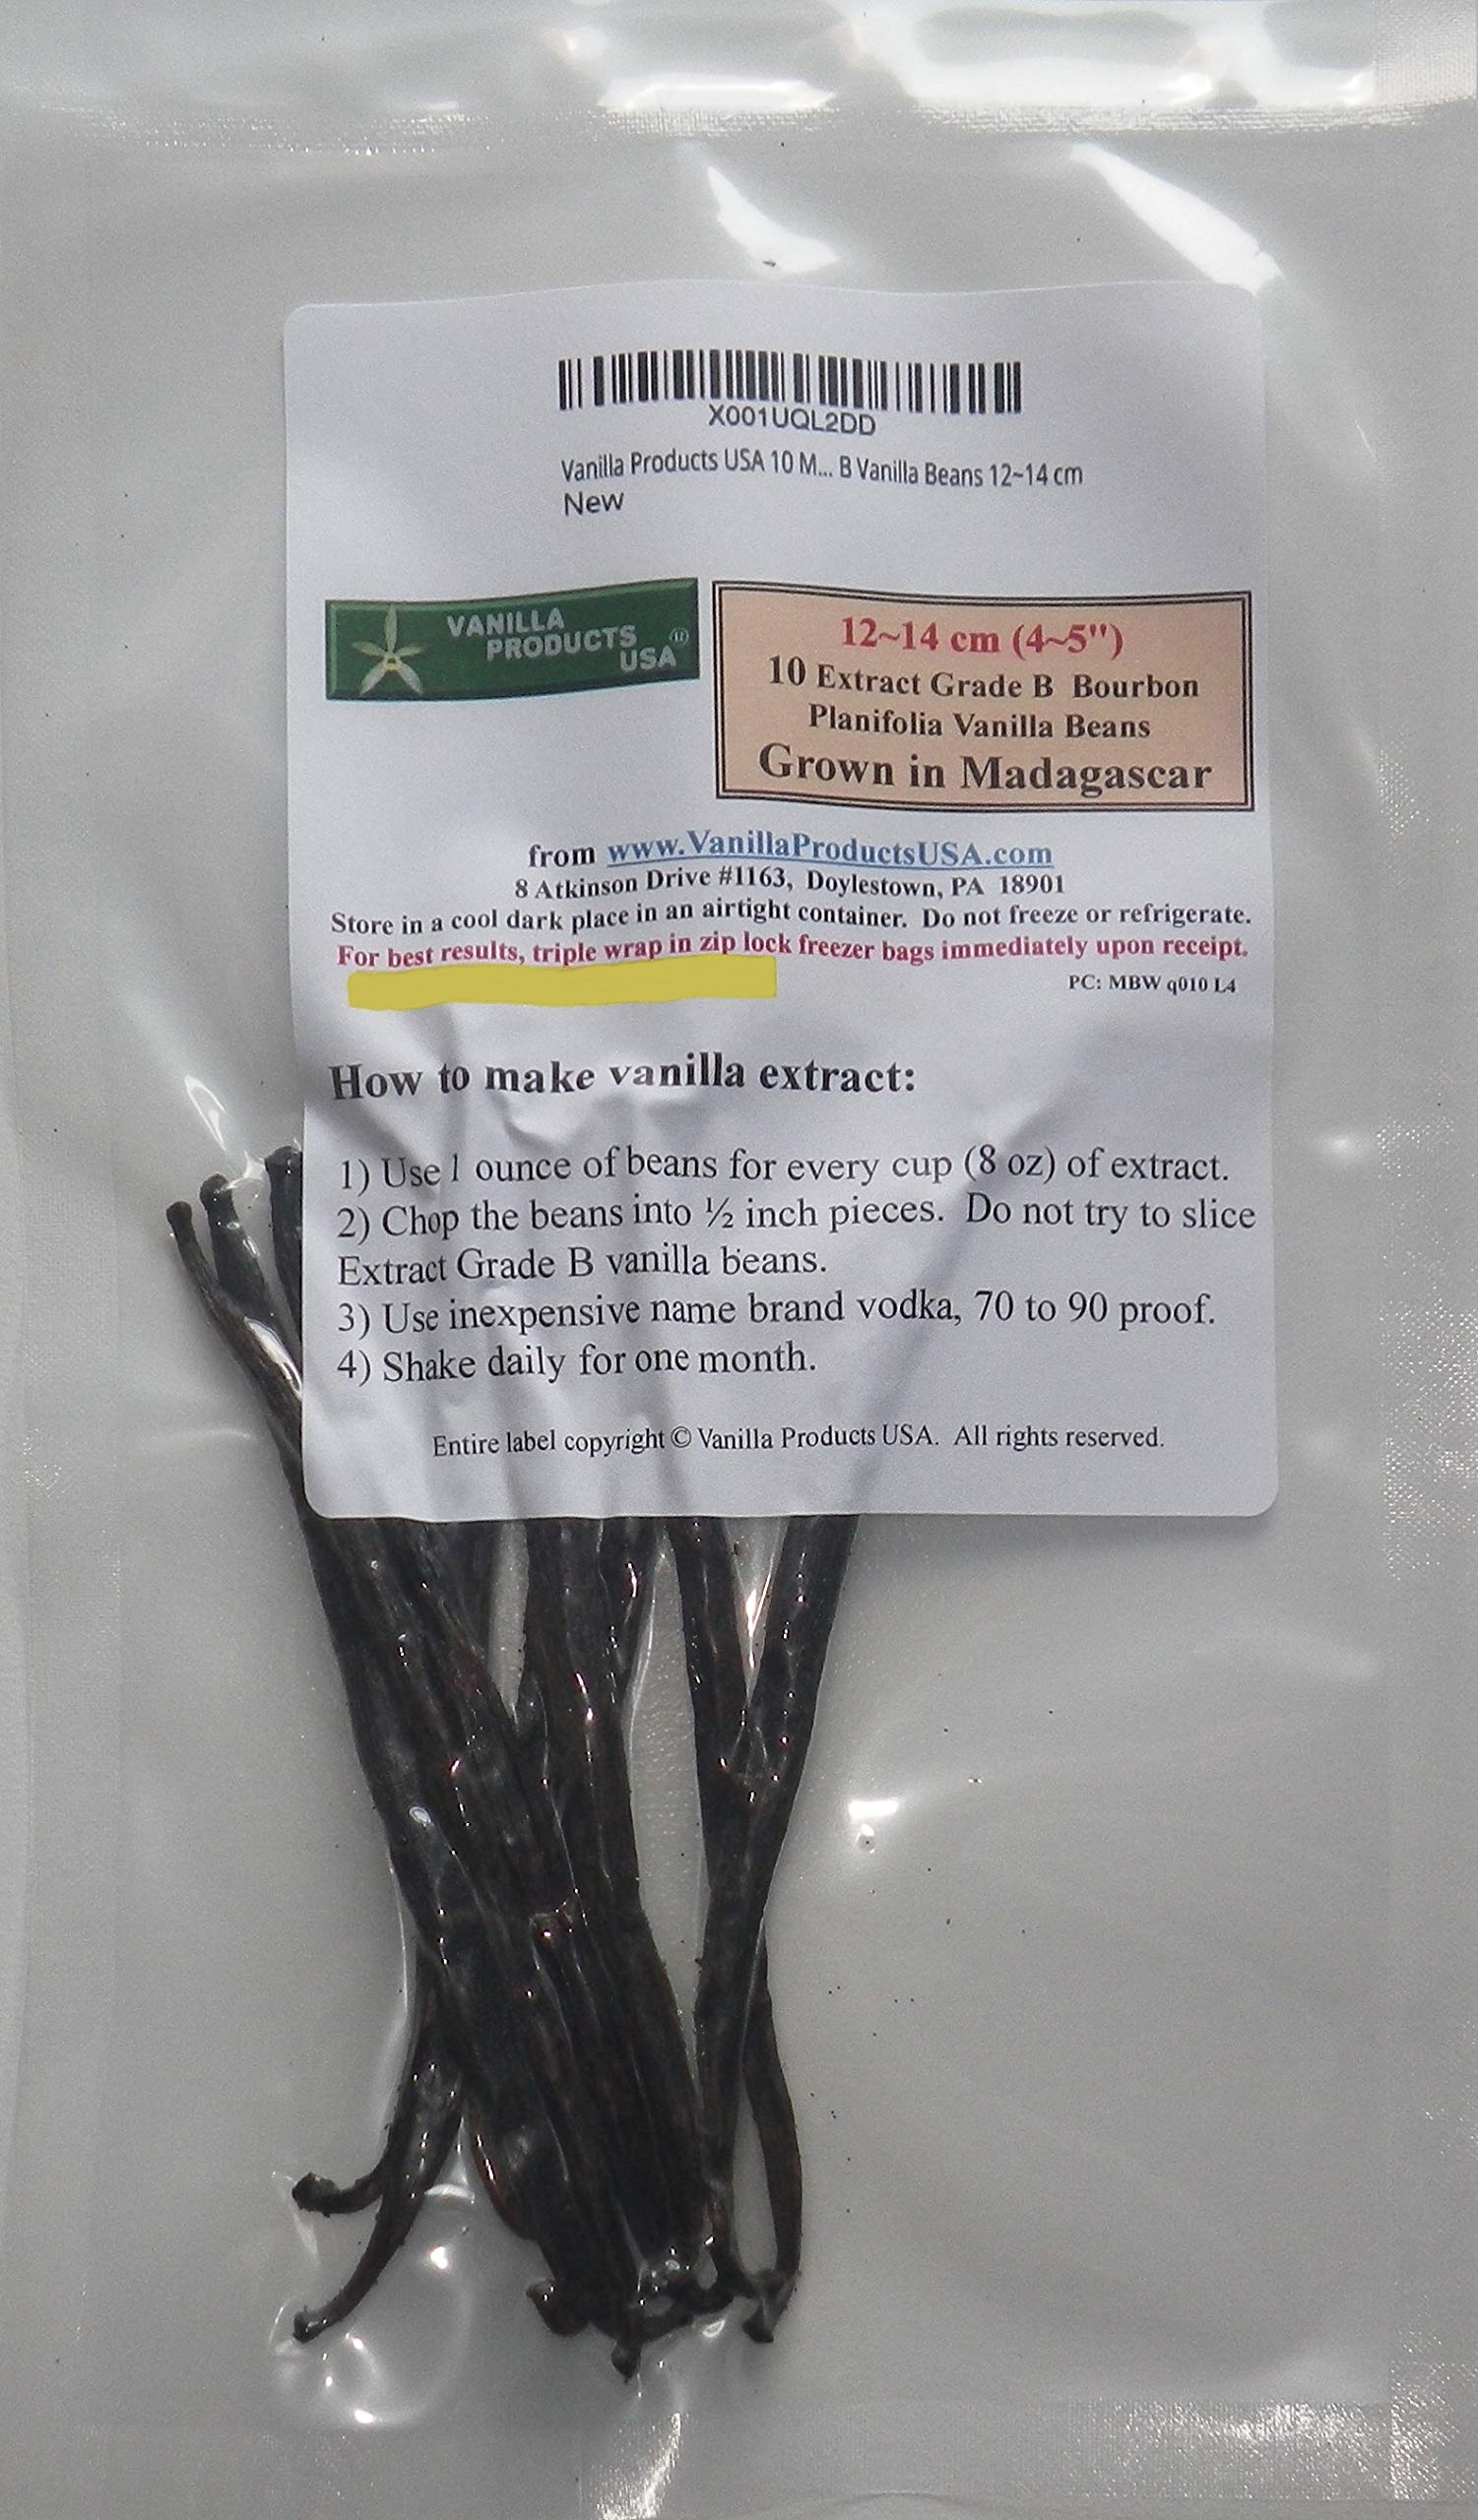 X001UQL2DD
Vanilla Products USA 10 M... B Vanilla Beans 12~14 cm
New
VANILLA
PRODUCTS
USA
12~14 cm (4~5")
10 Extract Grade B Bourbon
Planifolia Vanilla Beans
Grown in Madagascar
from www.VanillaProductsUSA.com
8 Atkinson Drive #1163, Doylestown, PA 18901
Store in a cool dark place in an airtight container. Do not freeze or refrigerate.
For best results, triple wrap in zip lock freezer bags immediately upon receipt.
PC: MBW q010 L4
How to make vanilla extract:
1) Use 1 ounce of beans for every cup (8 oz) of extract.
2) Chop the beans into ½ inch pieces. Do not try to slice
Extract Grade B vanilla beans.
3) Use inexpensive name brand vodka, 70 to 90 proof.
4) Shake daily for one month.
Entire label copyright © Vanilla Products USA. All rights reserved.